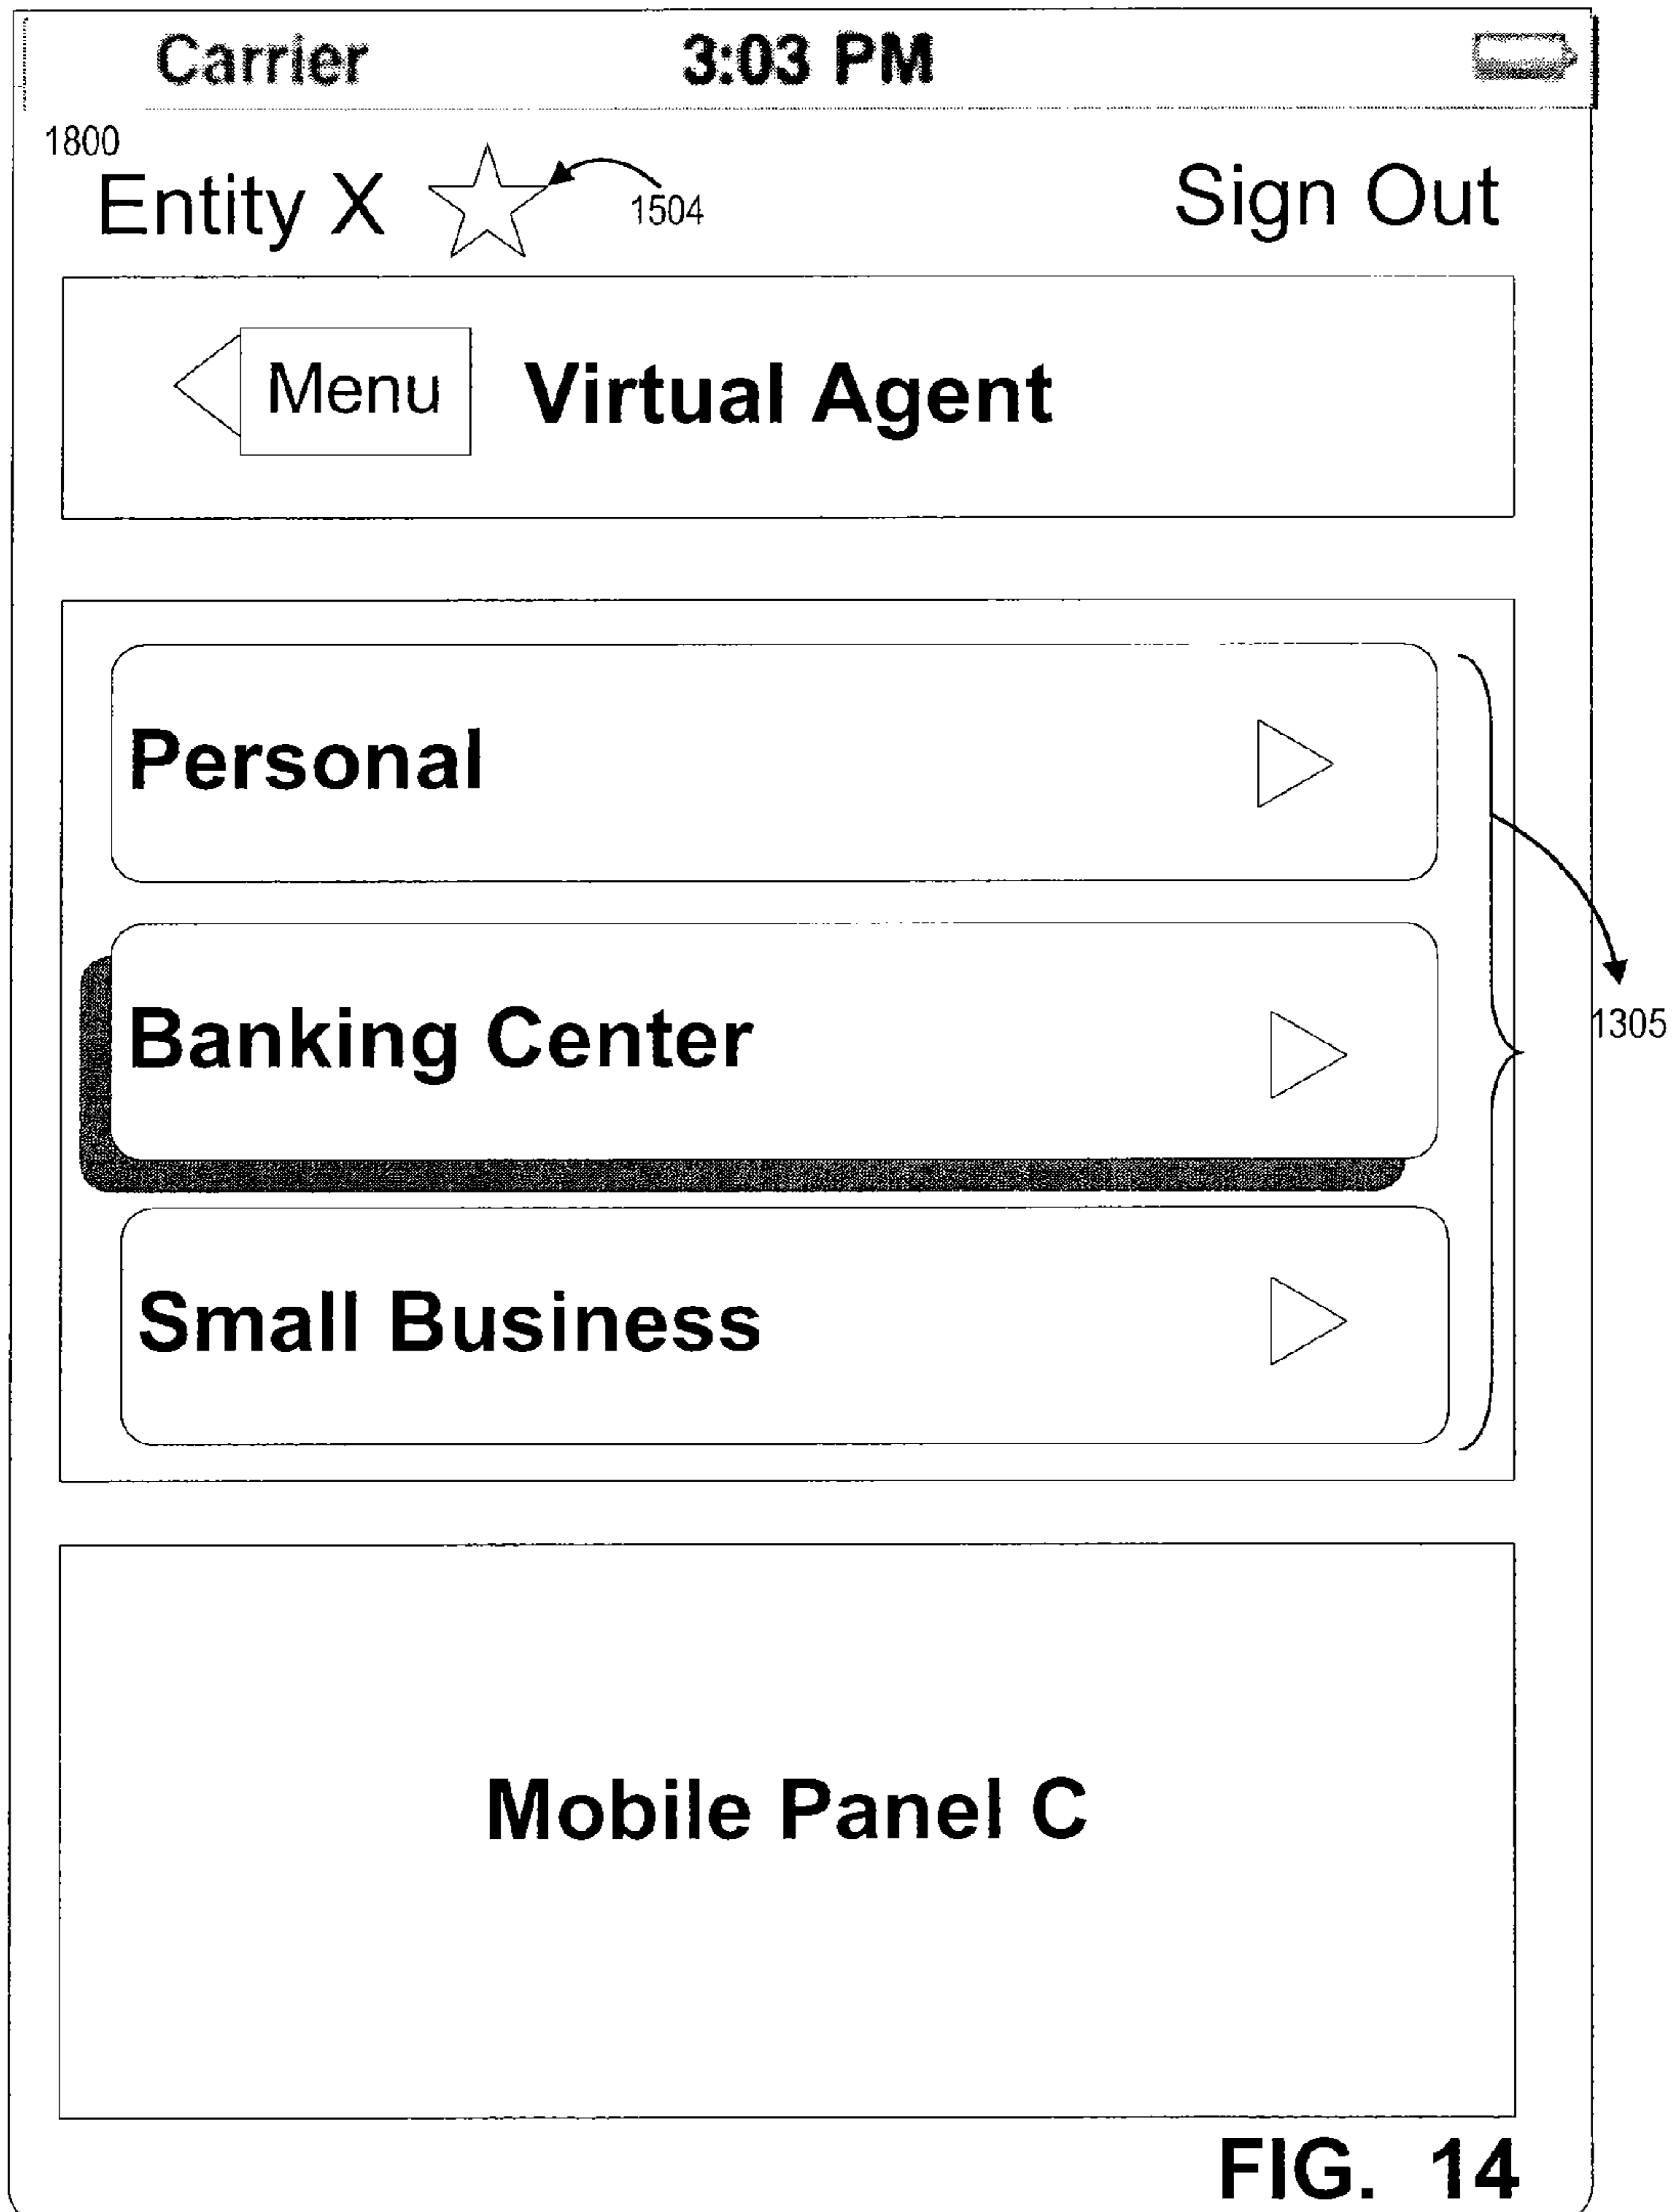 Carrier 3:03 PM
1800
Entity X 1504 Sign Out
Menu Virtual Agent
Personal
Banking Center
1305
Small Business
Mobile Panel C
FIG. 14